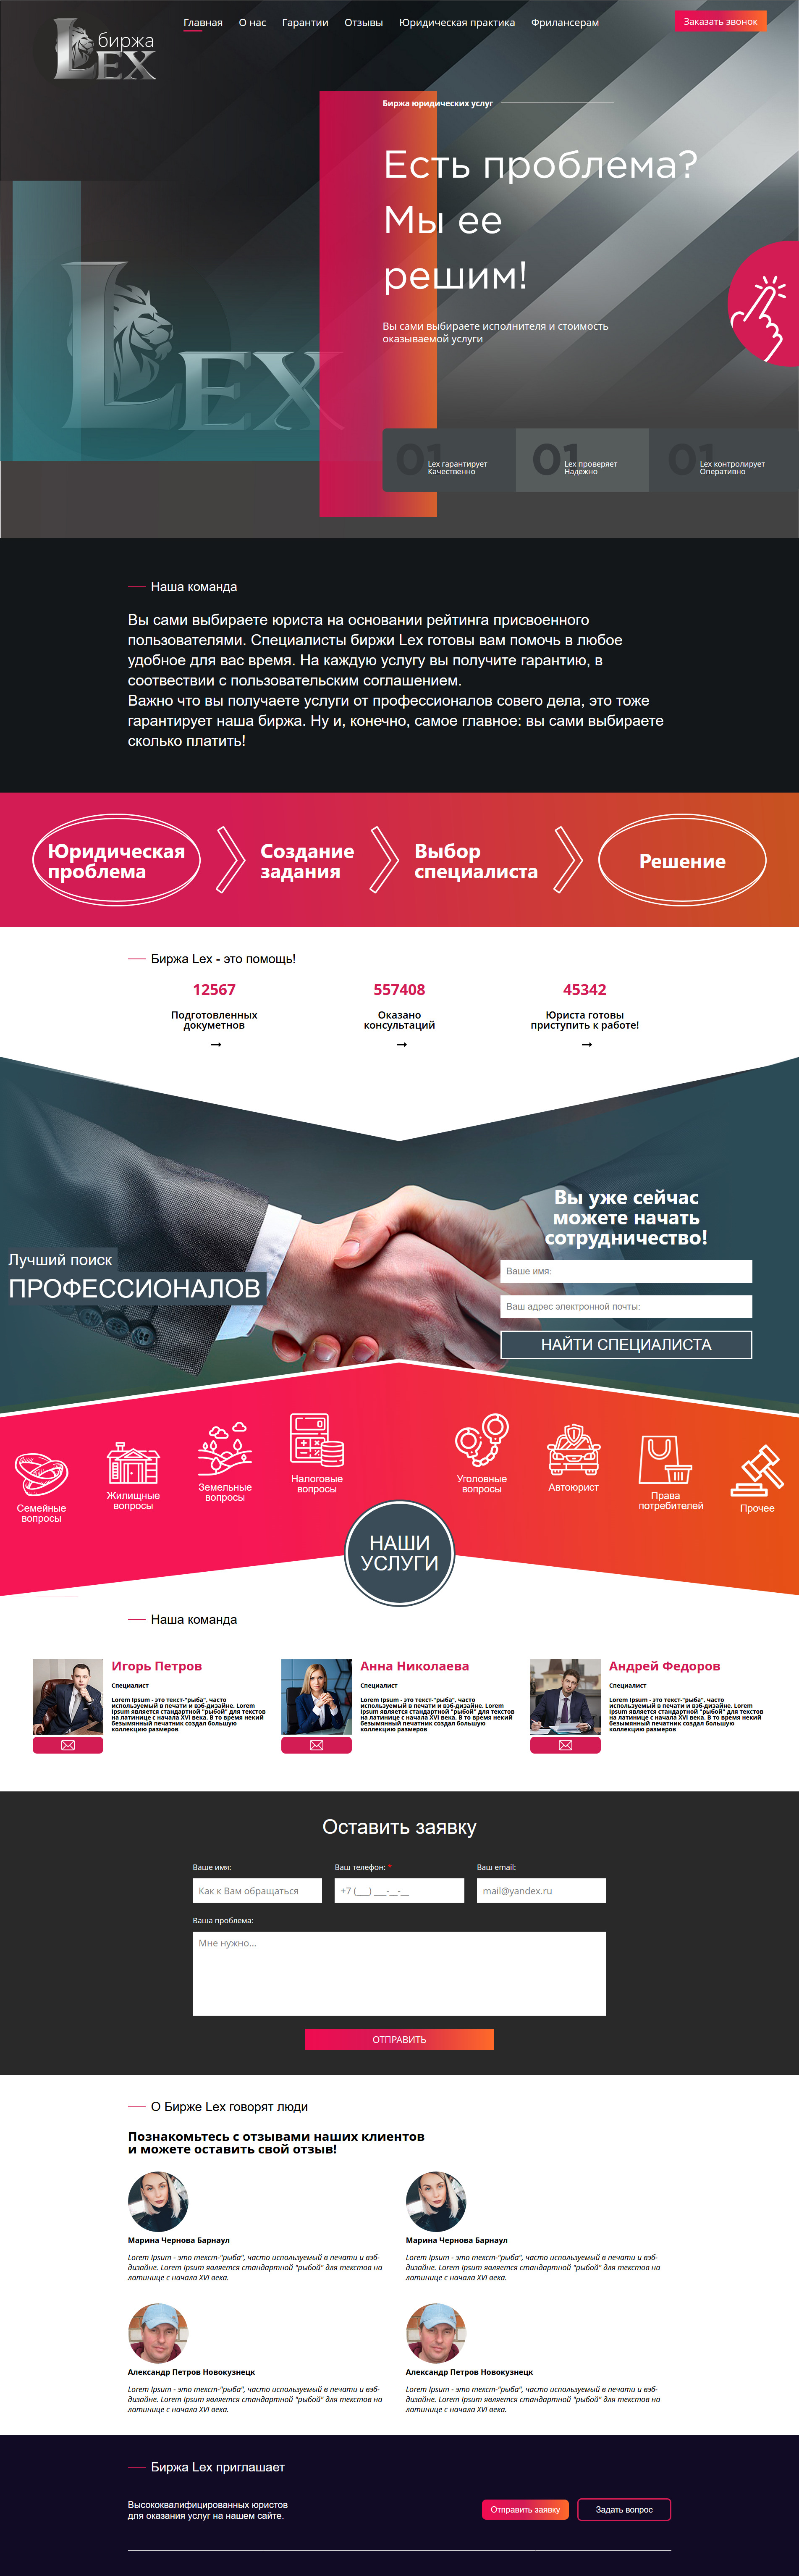 биржа
LEX
Главная О нас Гарантии Отзывы Юридическая практика Фрилансерам
Заказать звонок
Биржа юридических услуг
Есть проблема?
Мы ее
решим!
LEX
Вы сами выбираете исполнителя и стоимость
оказываемой услуги
01 Lex гарантирует
Качественно
01 Lex проверяет
Надежно
01 Lex контролирует
Оперативно
Наша команда
Вы сами выбираете юриста на основании рейтинга присвоенного
пользователями. Специалисты биржи Lex готовы вам помочь в любое
удобное для вас время. На каждую услугу вы получите гарантию, в
соотвествии с пользовательским соглашением.
Важно что вы получаете услуги от профессионалов совего дела, это тоже
гарантирует наша биржа. Ну и, конечно, самое главное: вы сами выбираете
сколько платить!
Юридическая
проблема
Создание
задания
Выбор
специалиста
Решение
Биржа Lex - это помощь!
12567
Подготовленных
докуметнов
557408
Оказано
консультаций
45342
Юриста готовы
приступить к работе!
Лучший поиск
ПРОФЕССИОНАЛОВ
Вы уже сейчас
можете начать
сотрудничество!
Ваше имя:
Ваш адрес электронной почты:
НАЙТИ СПЕЦИАЛИСТА
Семейные
вопросы
Жилищные
вопросы
Земельные
вопросы
Налоговые
вопросы
Уголовные
вопросы
Автоюрист
Права
потребителей
Прочее
НАШИ
УСЛУГИ
Наша команда
Игорь Петров
Специалист
Lorem Ipsum - это текст-"рыба", часто
используемый в печати и вэб-дизайне. Lorem
Ipsum является стандартной "рыбой" для текстов
на латинице с начала XVI века. В то время некий
безымянный печатник создал большую
коллекцию размеров
Анна Николаева
Специалист
Lorem Ipsum - это текст-"рыба", часто
используемый в печати и вэб-дизайне. Lorem
Ipsum является стандартной "рыбой" для текстов
на латинице с начала XVI века. В то время некий
безымянный печатник создал большую
коллекцию размеров
Андрей Федоров
Специалист
Lorem Ipsum - это текст-"рыба", часто
используемый в печати и вэб-дизайне. Lorem
Ipsum является стандартной "рыбой" для текстов
на латинице с начала XVI века. В то время некий
безымянный печатник создал большую
коллекцию размеров
Оставить заявку
Ваше имя:
Как к Вам обращаться
Ваш телефон: *
+7 (___) ___-__-__
Ваш email:
mail@yandex.ru
Ваша проблема:
Мне нужно...
ОТПРАВИТЬ
О Бирже Lex говорят люди
Познакомьтесь с отзывами наших клиентов
и можете оставить свой отзыв!
Марина Чернова Барнаул
Lorem Ipsum - это текст-"рыба", часто используемый в печати и вэб-
дизайне. Lorem Ipsum является стандартной "рыбой" для текстов на
латинице с начала XVI века.
Марина Чернова Барнаул
Lorem Ipsum - это текст-"рыба", часто используемый в печати и вэб-
дизайне. Lorem Ipsum является стандартной "рыбой" для текстов на
латинице с начала XVI века.
Александр Петров Новокузнецк
Lorem Ipsum - это текст-"рыба", часто используемый в печати и вэб-
дизайне. Lorem Ipsum является стандартной "рыбой" для текстов на
латинице с начала XVI века.
Александр Петров Новокузнецк
Lorem Ipsum - это текст-"рыба", часто используемый в печати и вэб-
дизайне. Lorem Ipsum является стандартной "рыбой" для текстов на
латинице с начала XVI века.
Биржа Lex приглашает
Высококвалифицированных юристов
для оказания услуг на нашем сайте.
Отправить заявку
Задать вопрос